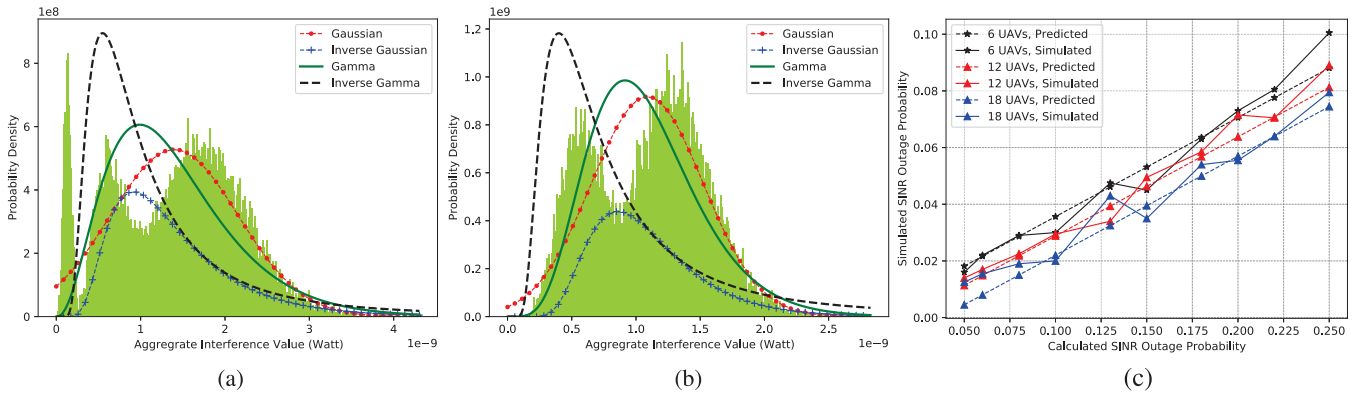 1e8
Gaussian
Inverse Gaussian
Gamma
Inverse Gamma
Probability Density
8
6
4
2
0
0 1 2 3 4
Aggregrate Interference Value (Watt)
1e−9
(a)
1e9
Gaussian
Inverse Gaussian
Gamma
Inverse Gamma
Probability Density
1.2
1.0
0.8
0.6
0.4
0.2
0.0
0.0 0.5 1.0 1.5 2.0 2.5
Aggregrate Interference Value (Watt)
1e−9
(b)
6 UAVs, Predicted
6 UAVs, Simulated
12 UAVs, Predicted
12 UAVs, Simulated
18 UAVs, Predicted
18 UAVs, Simulated
Simulated SINR Outage Probability
0.10
0.08
0.06
0.04
0.02
0.00
0.050 0.075 0.100 0.125 0.150 0.175 0.200 0.225 0.250
Calculated SINR Outage Probability
(c)